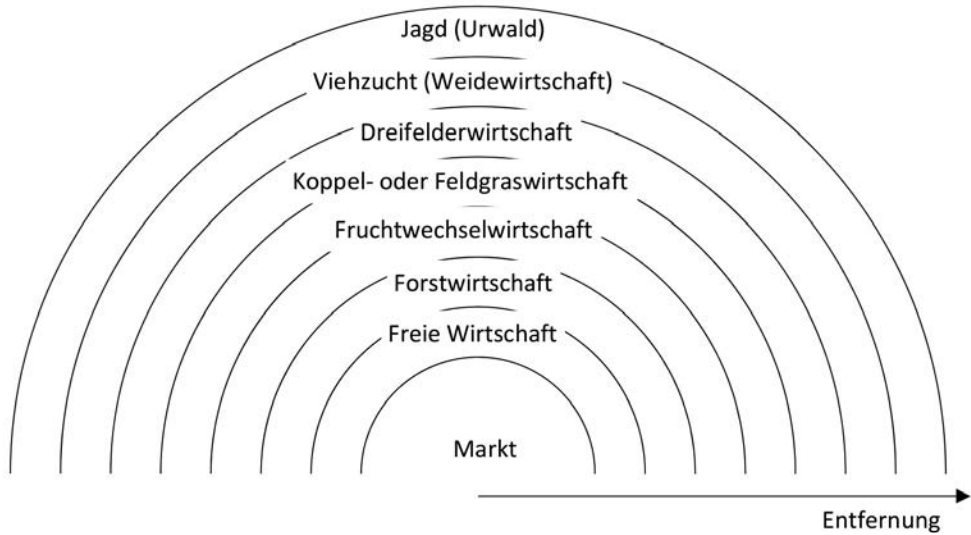 Jagd (Urwald)
Viehzucht (Weidewirtschaft)
Dreifelderwirtschaft
Koppel- oder Feldgraswirtschaft
Fruchtwechselwirtschaft
Forstwirtschaft
Freie Wirtschaft
Markt
Entfernung